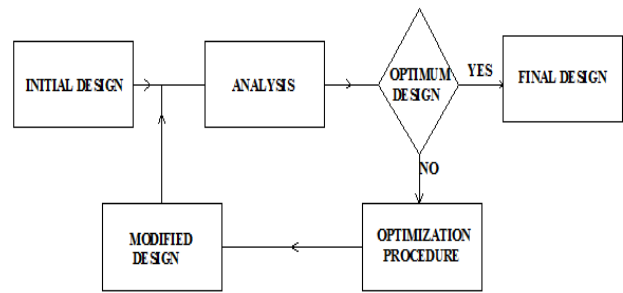 INITIAL DESIGN
ANALYSIS
OPTIMUM
DESIGN
YES
FINAL DESIGN
NO
MODIFIED
DESIGN
OPTIMIZATION
PROCEDURE